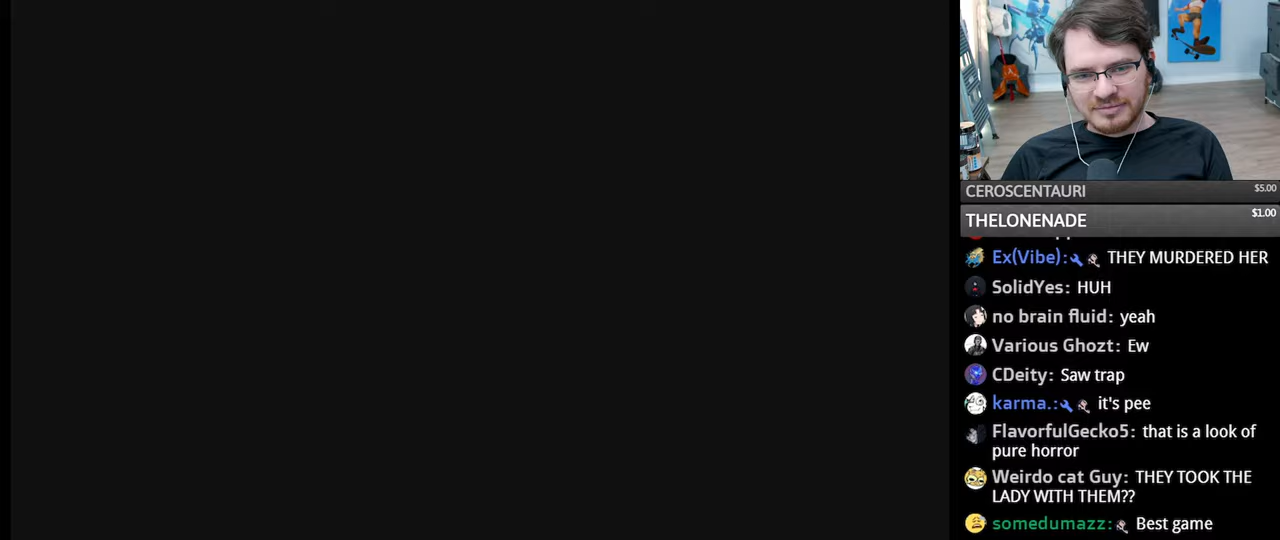 CEROSCENTAURI $5.00
THELONENADE $1.00
Ex(Vibe): THEY MURDERED HER
SolidYes: HUH
no brain fluid: yeah
Various Ghozt: Ew
CDeity: Saw trap
karma.: it's pee
FlavorfulGecko5: that is a look of
pure horror
Weirdo cat Guy: THEY TOOK THE
LADY WITH THEM??
somedumazz: Best game